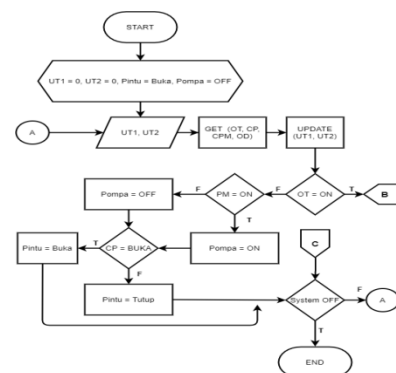 START
UT1 = 0, UT2 = 0, Pintu = Buka, Pompa = OFF
A
UT1, UT2
GET (OT, CP,
CPM, OD)
UPDATE
(UT1, UT2)
Pompa = OFF
F
PM = ON
F
OT = ON
T
B
T
Pintu = Buka
T
CP = BUKA
Pompa = ON
C
F
Pintu = Tutup
System OFF
F
A
T
END